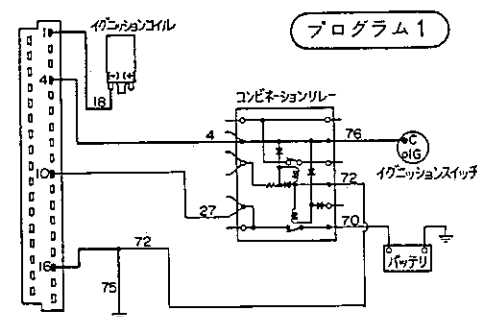 プログラム1
イグニッションコイル
1
(-)(+)
4
18
コンビネーションリレー
4
76
C
IG
イグニッションスイッチ
10
72
27
70
バッテリ
16
72
75